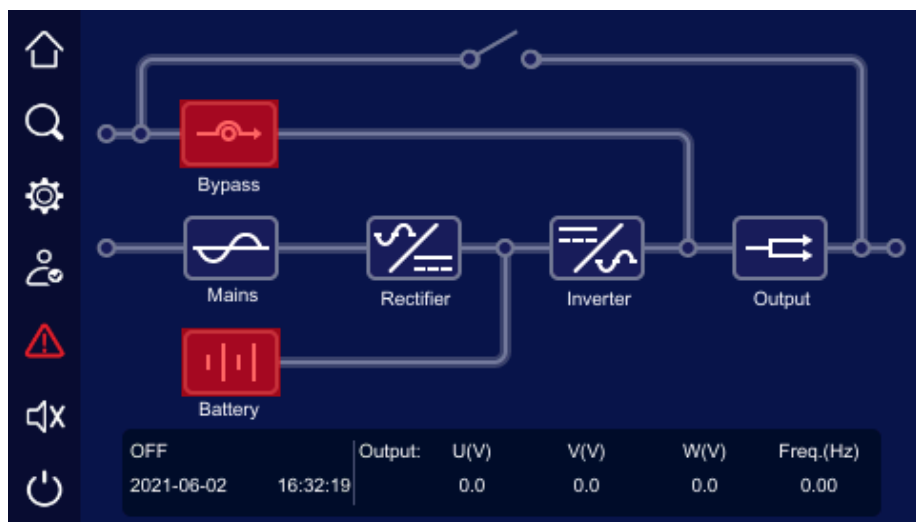 Bypass
Mains
Rectifier
Inverter
Output
Battery
OFF Output: U(V) V(V) W(V) Freq.(Hz)
2021-06-02 16:32:19 0.0 0.0 0.0 0.00